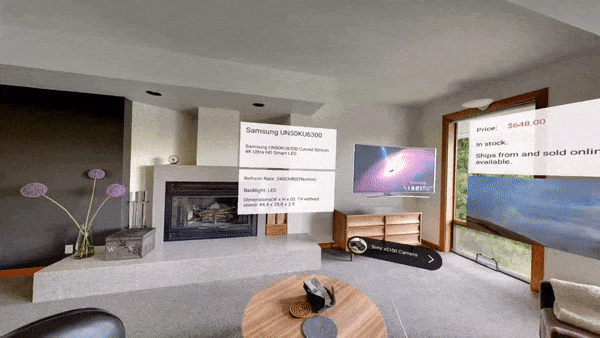 Samsung UN50KU6300
Samsung UN50KU6300 Curved 50-Inch
4K Ultra HD Smart LED
Refresh Rate: 240CMR(Effective)
Backlight: LED
Dimensions(W x H x D): TV without
stand: 44.4 x 25.8 x 2.5
Price: $648.00
In stock.
Ships from and sold onlin
available.
Sony a5100 Camera